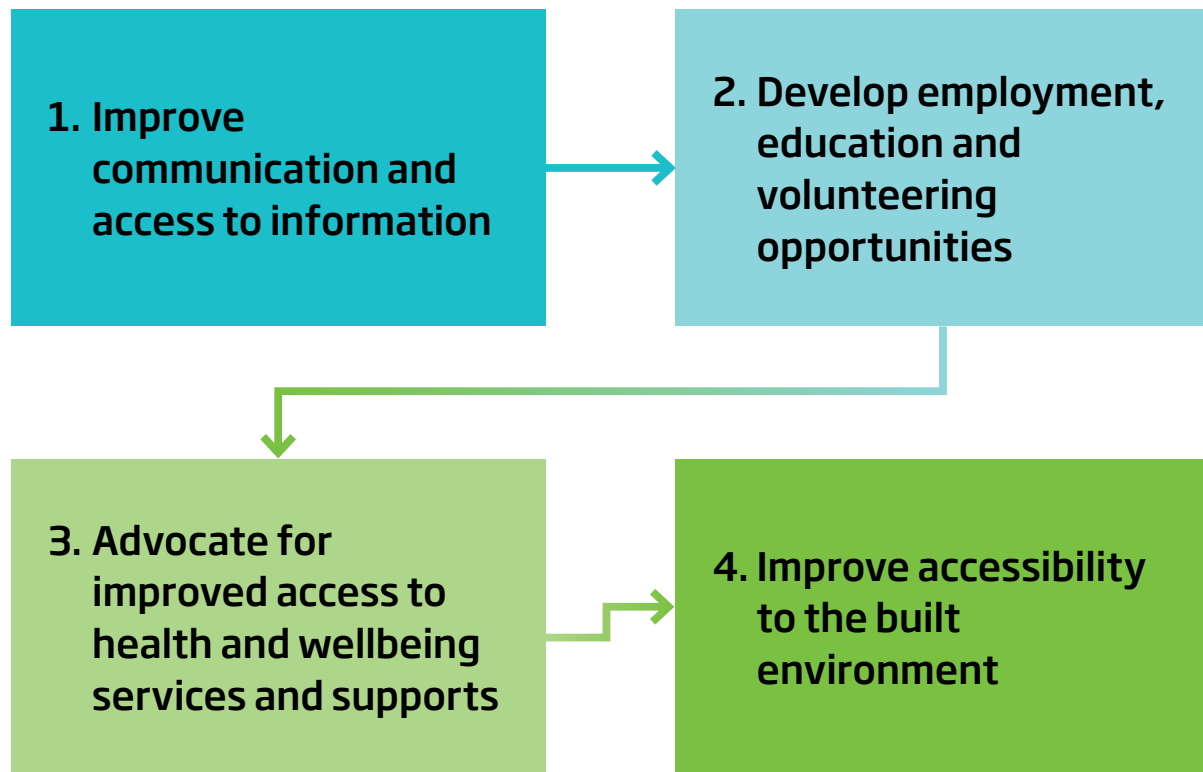 1. Improve
communication and
access to information
2. Develop employment,
education and
volunteering
opportunities
3. Advocate for
improved access to
health and wellbeing
services and supports
4. Improve accessibility
to the built
environment